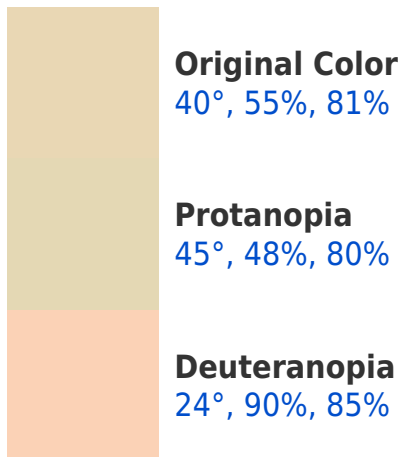 Original Color
40°, 55%, 81%
Protanopia
45°, 48%, 80%
Deuteranopia
24°, 90%, 85%